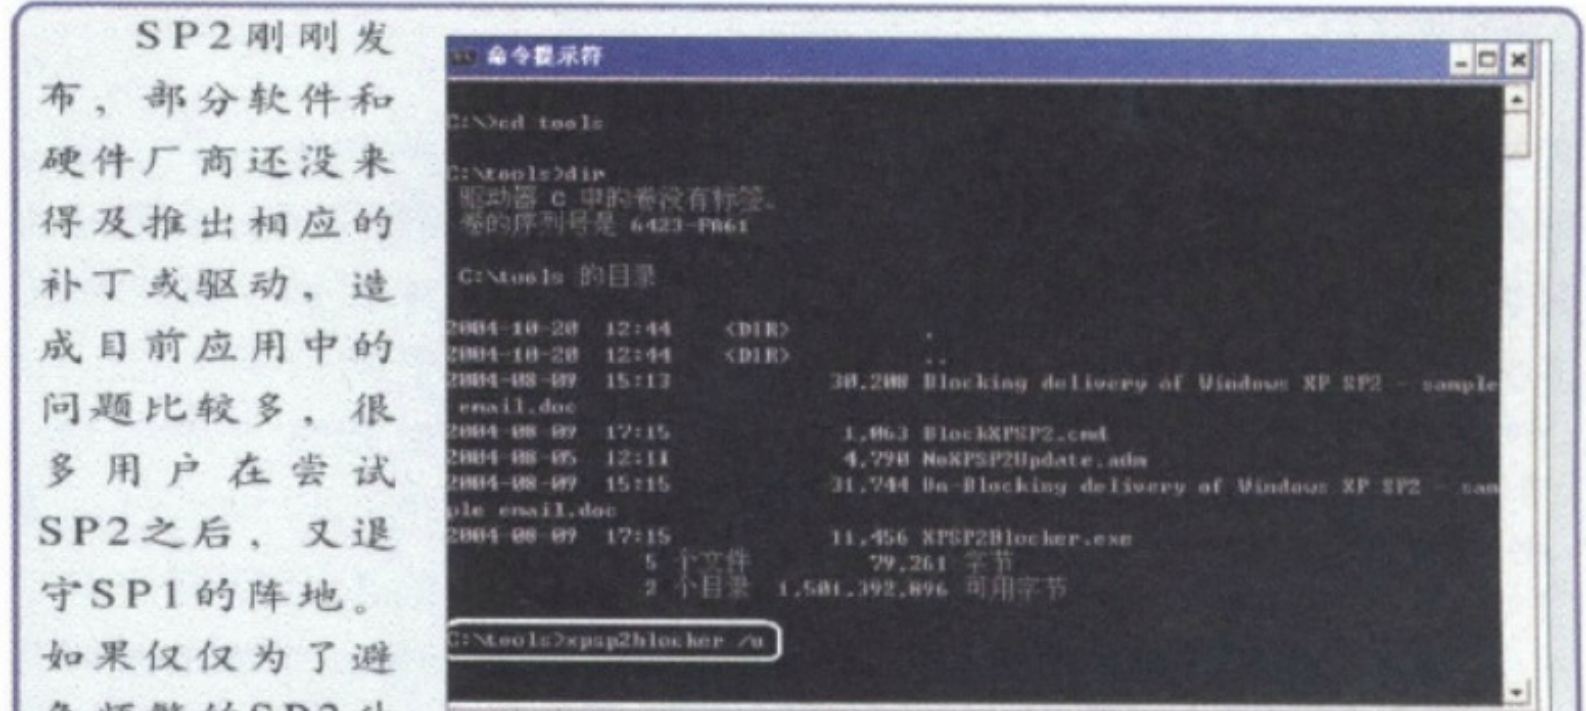 SP2刚刚发
布，部分软件和
硬件厂商还没来
得及推出相应的
补丁或驱动，造
成目前应用中的
问题比较多，很
多用户在尝试
SP2之后，又退
守SP1的阵地。
如果仅仅为了避
命令提示符
C:\>cd tools
C:\tools>dir
驱动器 C 中的卷没有标签。
卷的序列号是 6423-FA61
C:\tools 的目录
2004-10-20 12:44 <DIR> .
2004-10-20 12:44 <DIR> ..
2004-08-09 15:13 30,208 Blocking delivery of Windows XP SP2 - sample
email.doc
2004-08-09 17:15 1,063 BlockXPSP2.cmd
2004-08-05 12:11 4,790 NoXPSP2Update.adm
2004-08-09 15:15 31,744 Un-Blocking delivery of Windows XP SP2 - sam
ple email.doc
2004-08-09 17:15 11,456 XPSP2Blocker.exe
5 个文件 79,261 字节
2 个目录 1,501,392,896 可用字节
C:\tools>xpsp2blocker /u